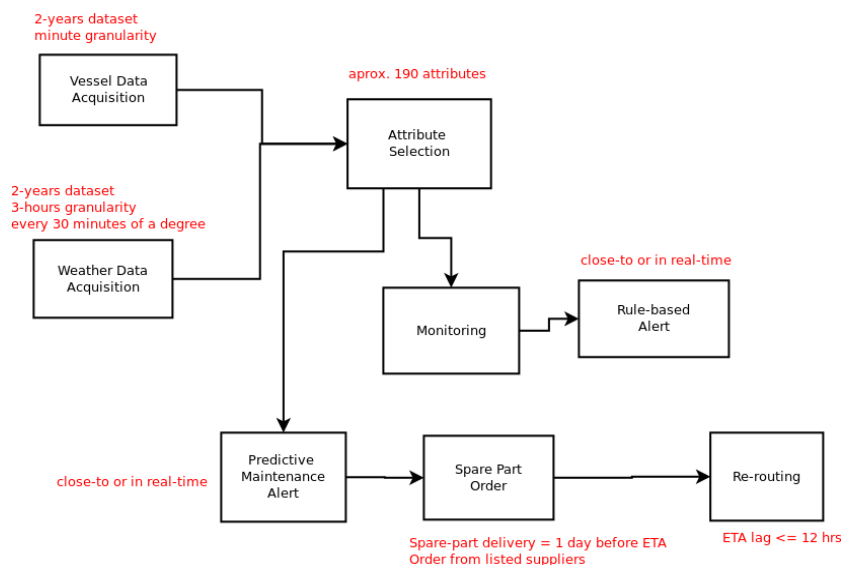 2-years dataset
minute granularity
Vessel Data
Acquisition
aprox. 190 attributes
Attribute
Selection
2-years dataset
3-hours granularity
every 30 minutes of a degree
Weather Data
Acquisition
close-to or in real-time
Monitoring
Rule-based
Alert
close-to or in real-time
Predictive
Maintenance
Alert
Spare Part
Order
Re-routing
Spare-part delivery = 1 day before ETA
Order from listed suppliers
ETA lag <= 12 hrs